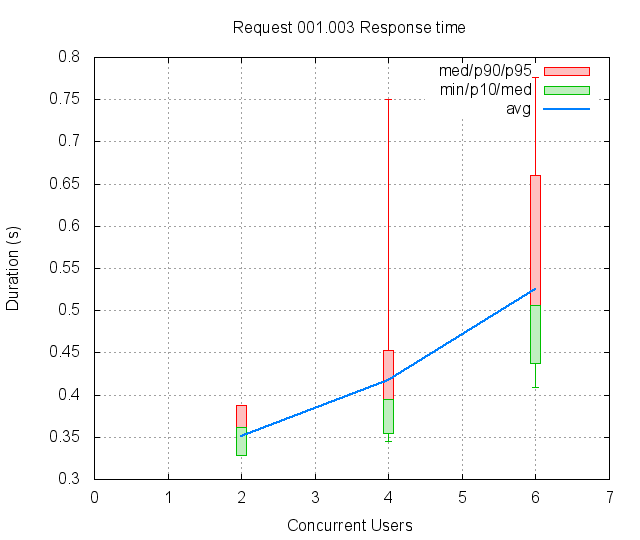 Request 001.003 Response time
med/p90/p95
min/p10/med
avg
Duration (s)
0.8
0.75
0.7
0.65
0.6
0.55
0.5
0.45
0.4
0.35
0.3
0 1 2 3 4 5 6 7
Concurrent Users